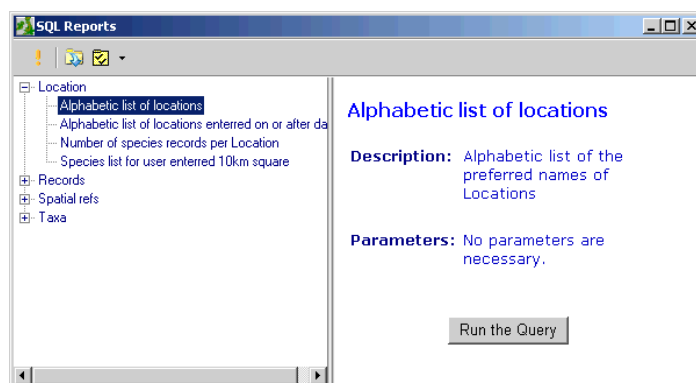 SQL Reports
Location
Alphabetic list of locations
Alphabetic list of locations enterred on or after da
Number of species records per Location
Species list for user enterred 10km square
Records
Spatial refs
Taxa
Alphabetic list of locations
Description: Alphabetic list of the
preferred names of
Locations
Parameters: No parameters are
necessary.
Run the Query